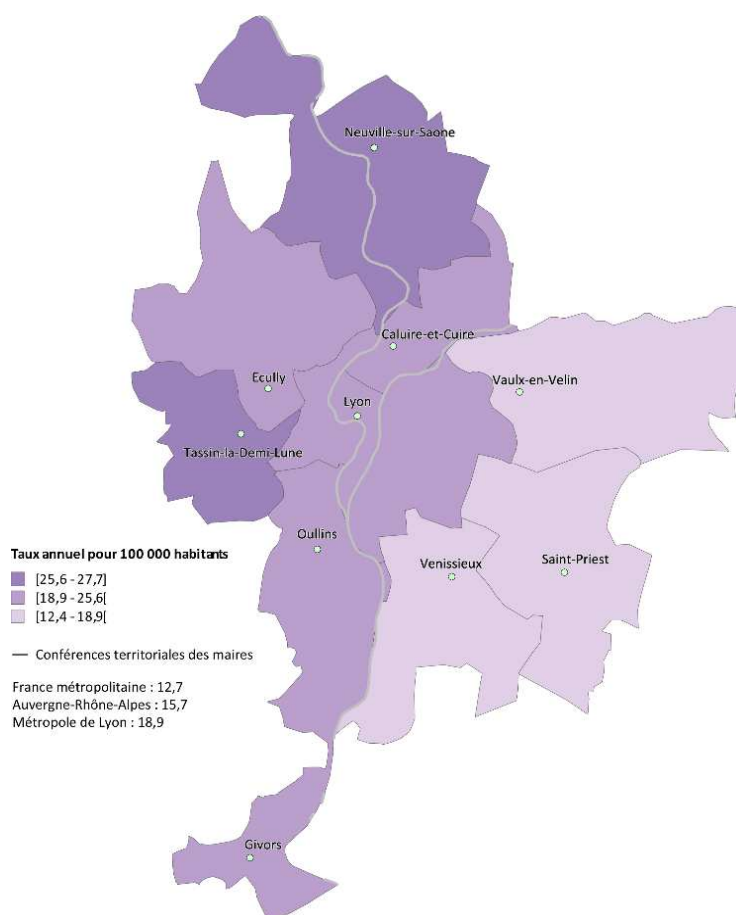 Neuville-sur-Saone
Caluire-et-Cuire
Ecully
Vaulx-en-Velin
Lyon
Tassin-la-Demi-Lune
Oullins
Venissieux
Saint-Priest
Taux annuel pour 100 000 habitants
[25,6 - 27,7]
[18,9 - 25,6[
[12,4 - 18,9[
Conférences territoriales des maires
France métropolitaine : 12,7
Auvergne-Rhône-Alpes : 15,7
Métropole de Lyon : 18,9
Givors